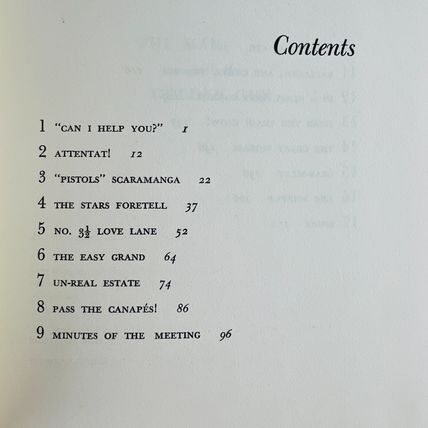 Contents
1 "CAN I HELP YOU?" 1
2 ATTENTAT! 12
3 "PISTOLS" SCARAMANGA 22
4 THE STARS FORETELL 37
5 NO. 3½ LOVE LANE 52
6 THE EASY GRAND 64
7 UN-REAL ESTATE 74
8 PASS THE CANAPÉS! 86
9 MINUTES OF THE MEETING 96